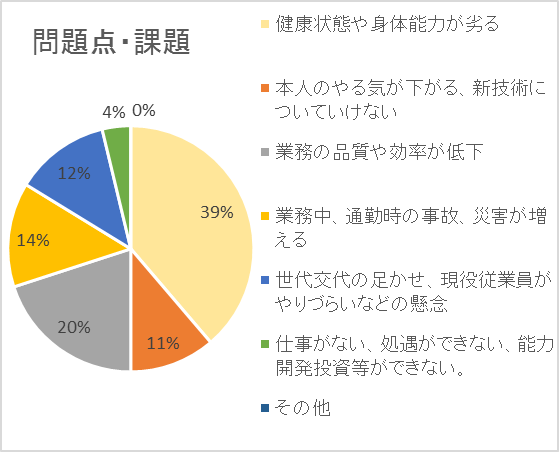 問題点・課題
健康状態や身体能力が劣る
本人のやる気が下がる、新技術に
ついていけない
業務の品質や効率が低下
業務中、通勤時の事故、災害が増
える
世代交代の足かせ、現役従業員が
やりづらいなどの懸念
仕事がない、処遇ができない、能力
開発投資等ができない。
その他
4%
0%
12%
39%
14%
20%
11%